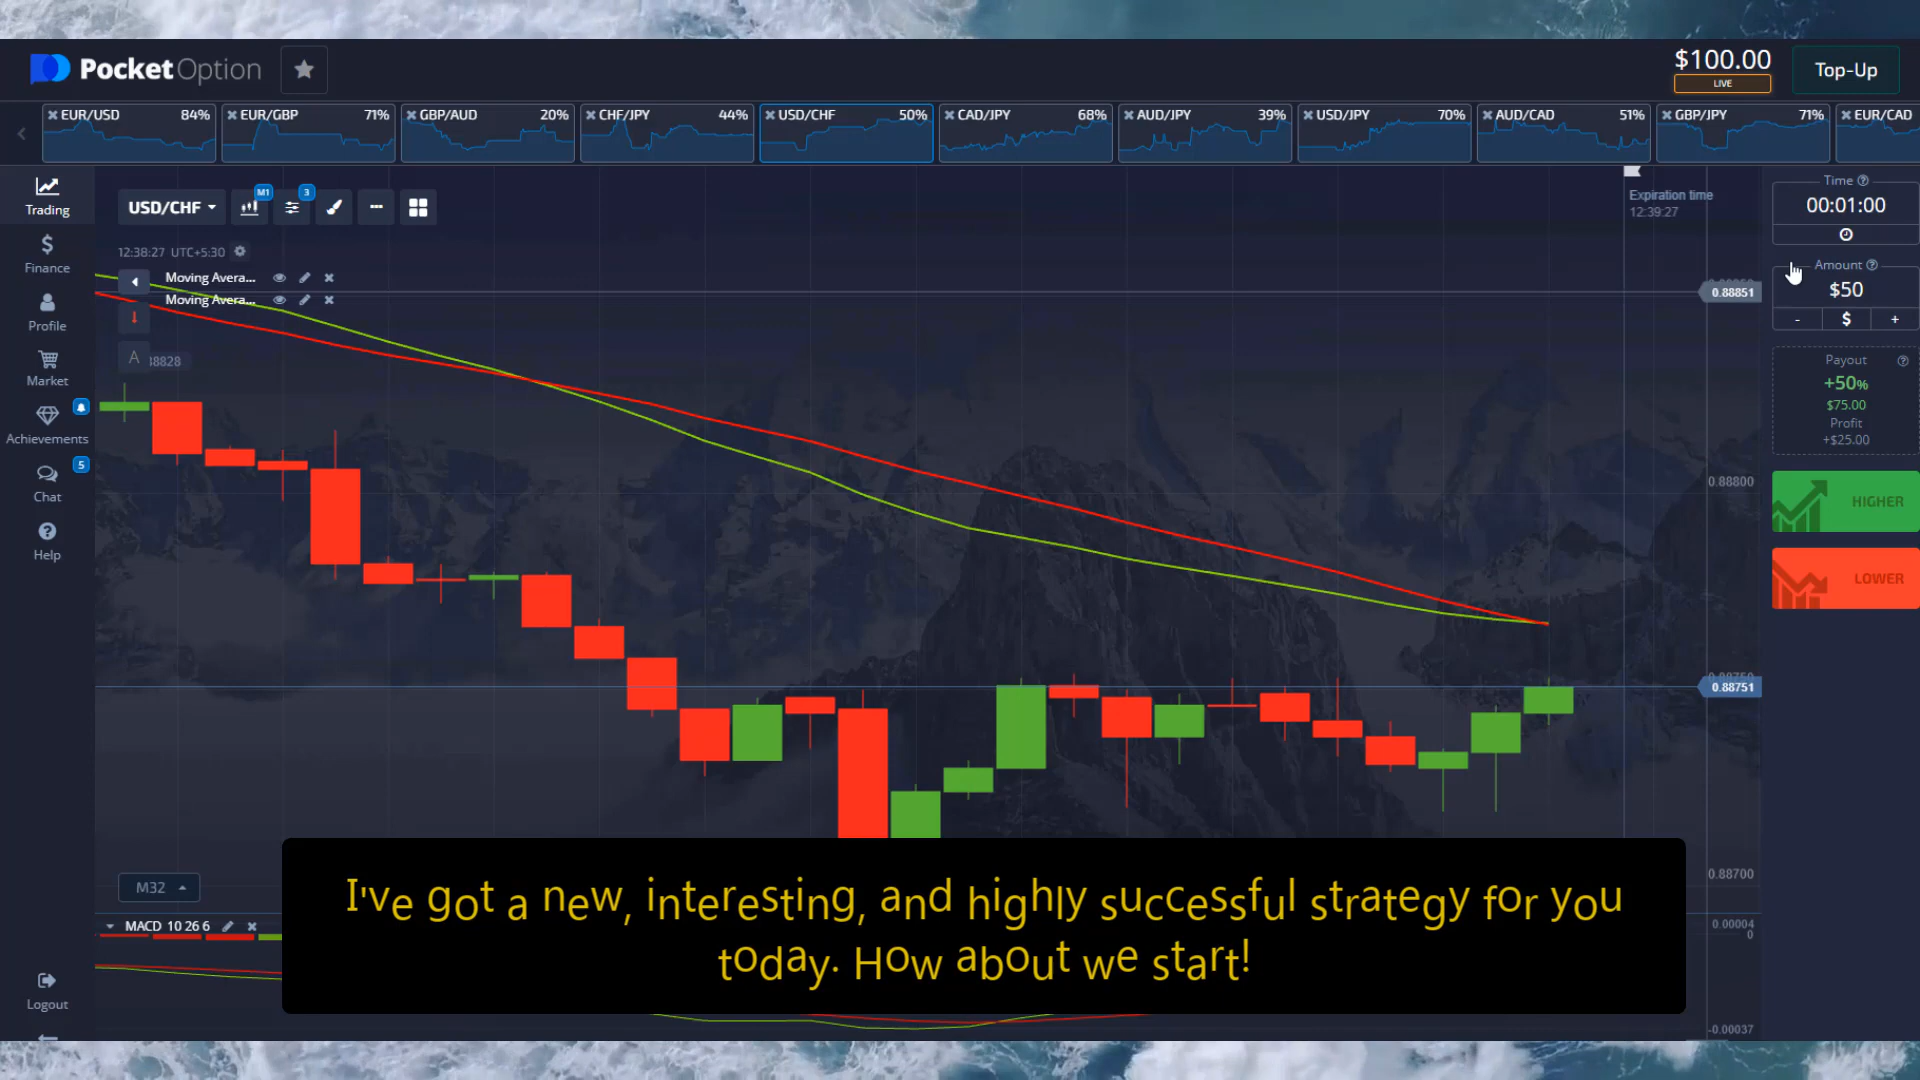 PocketOption
$100.00
LIVE
Top-Up
EUR/USD 84%
EUR/GBP 71%
GBP/AUD 20%
CHF/JPY 44%
USD/CHF 50%
CAD/JPY 68%
AUD/JPY 39%
USD/JPY 70%
AUD/CAD 51%
GBP/JPY 71%
EUR/CAD
Trading
Finance
Profile
Market
Achievements
Chat
5
Help
Logout
USD/CHF
M1
3
12:38:27 UTC+5:30
Moving Avera...
Moving Avera...
A
Expiration time
12:39:27
0.88851
0.88800
0.88751
0.88700
0.00004
0
-0.00037
M32
MACD 10 26 6
Time
00:01:00
Amount
$50
- $ +
Payout
+50%
$75.00
Profit
+$25.00
HIGHER
LOWER
I've got a new, interesting, and highly successful strategy for you
today. How about we start!